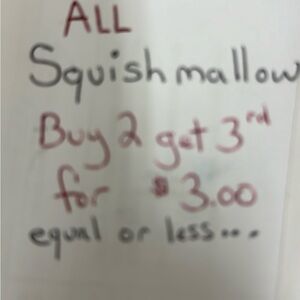 ALL
Squishmallow
Buy 2 get 3rd
for $3.00
equal or less...